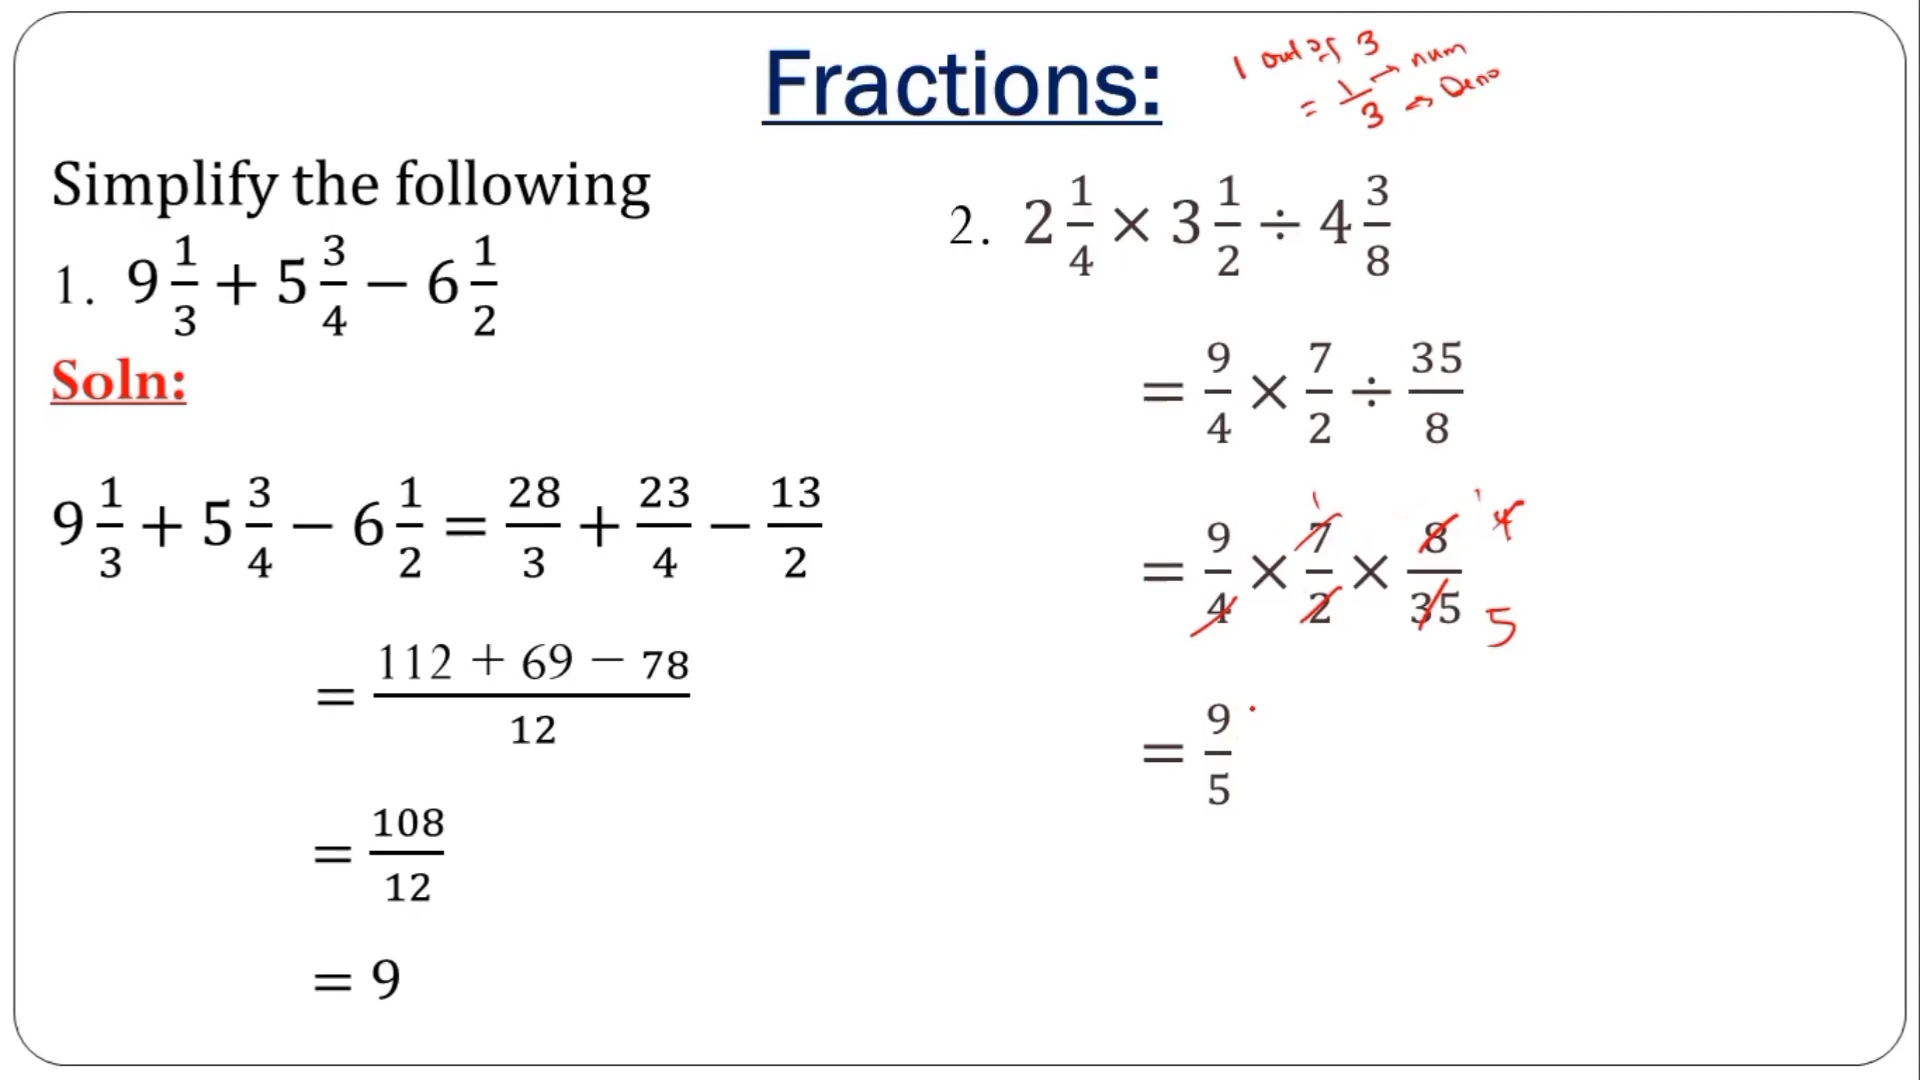 Fractions:
1 out of 3
= 1/3 → num → Deno
Simplify the following
1. 9 1/3 + 5 3/4 − 6 1/2
Soln:
9 1/3 + 5 3/4 − 6 1/2 = 28/3 + 23/4 − 13/2
= (112 + 69 − 78)/12
= 108/12
= 9
2. 2 1/4 × 3 1/2 ÷ 4 3/8
= 9/4 × 7/2 ÷ 35/8
= 9/4 × 7/2 × 8/35 1 1 4 5
= 9/5